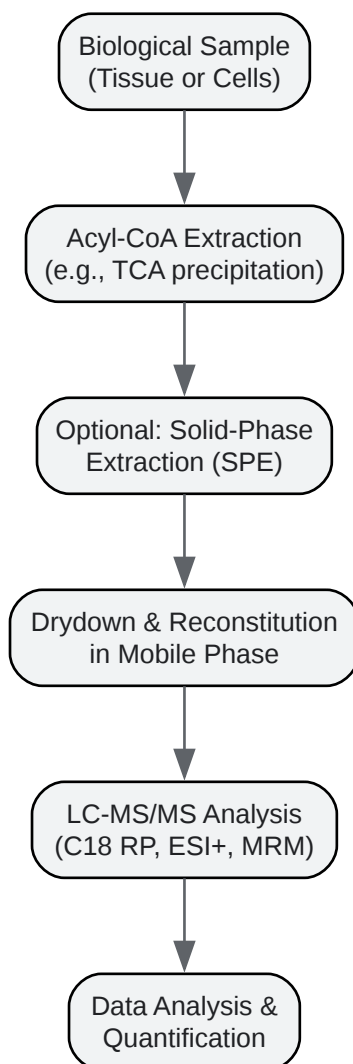 Biological Sample
(Tissue or Cells)
Acyl-CoA Extraction
(e.g., TCA precipitation)
Optional: Solid-Phase
Extraction (SPE)
Drydown & Reconstitution
in Mobile Phase
LC-MS/MS Analysis
(C18 RP, ESI+, MRM)
Data Analysis &
Quantification